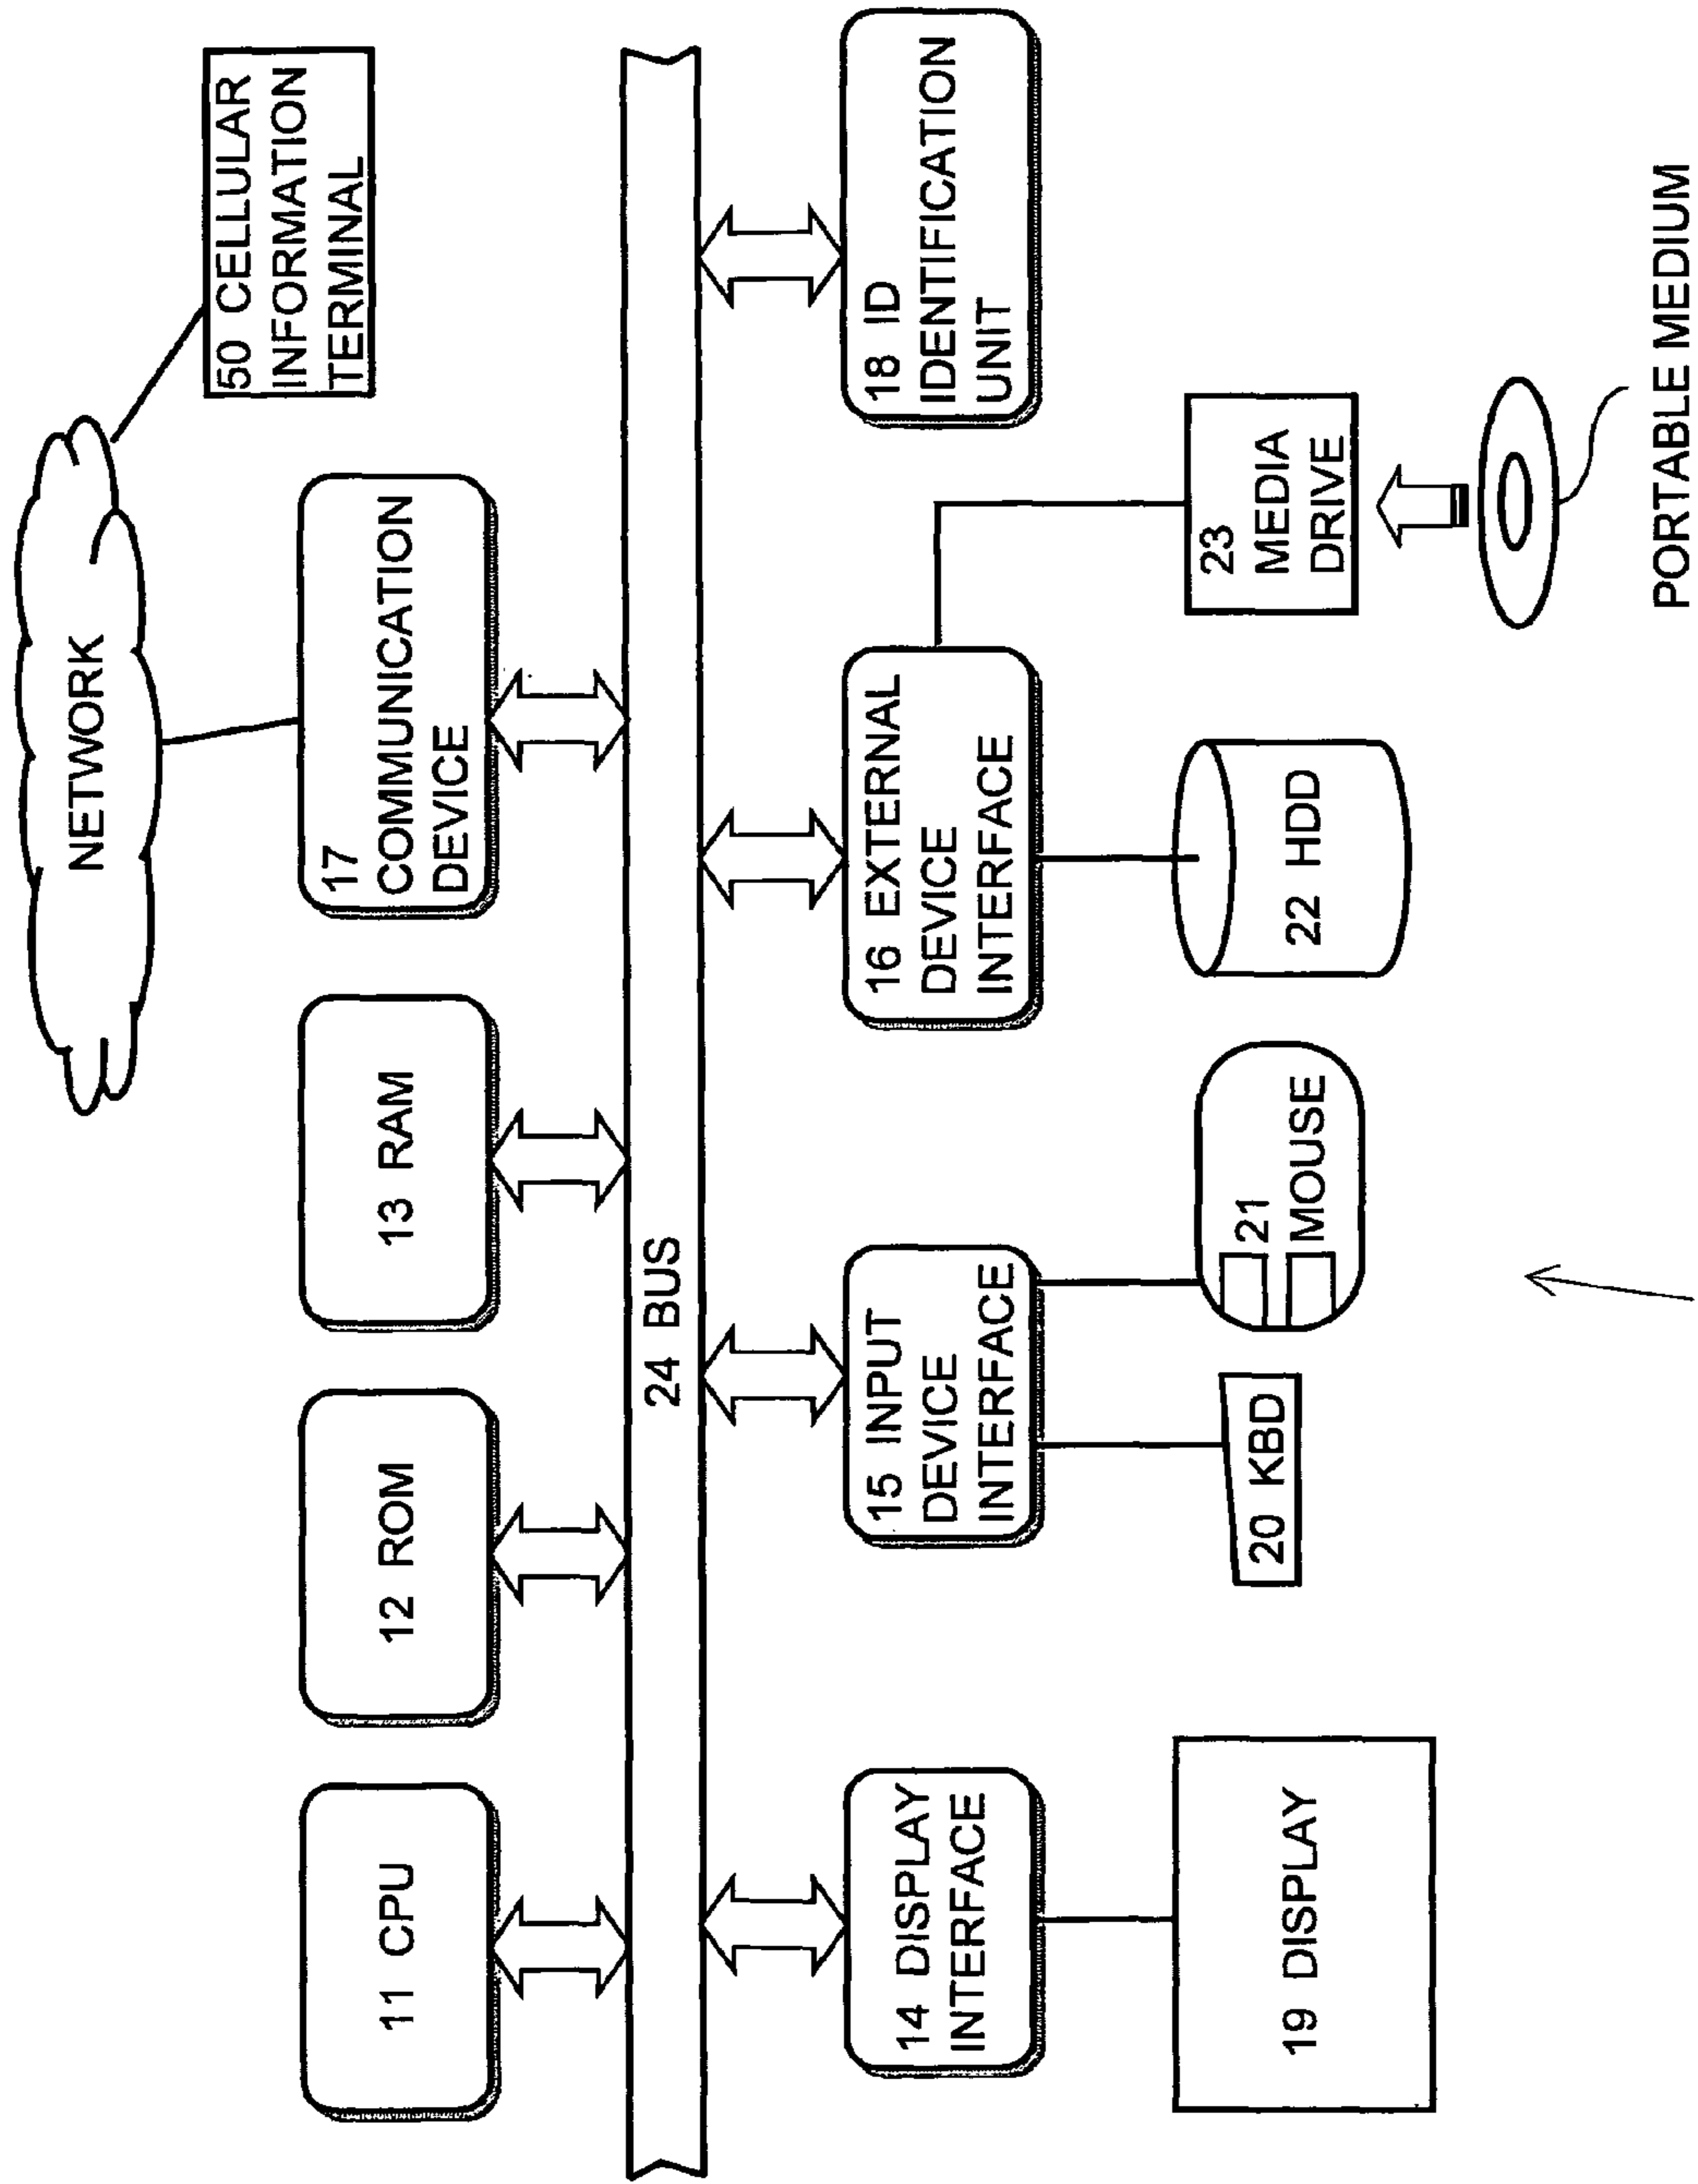 NETWORK
50 CELLULAR
INFORMATION
TERMINAL
11 CPU
12 ROM
13 RAM
17
COMMUNICATION
DEVICE
24 BUS
14 DISPLAY
INTERFACE
15 INPUT
DEVICE
INTERFACE
16 EXTERNAL
DEVICE
INTERFACE
18 ID
IDENTIFICATION
UNIT
19 DISPLAY
20 KBD
21
MOUSE
22 HDD
23
MEDIA
DRIVE
PORTABLE MEDIUM